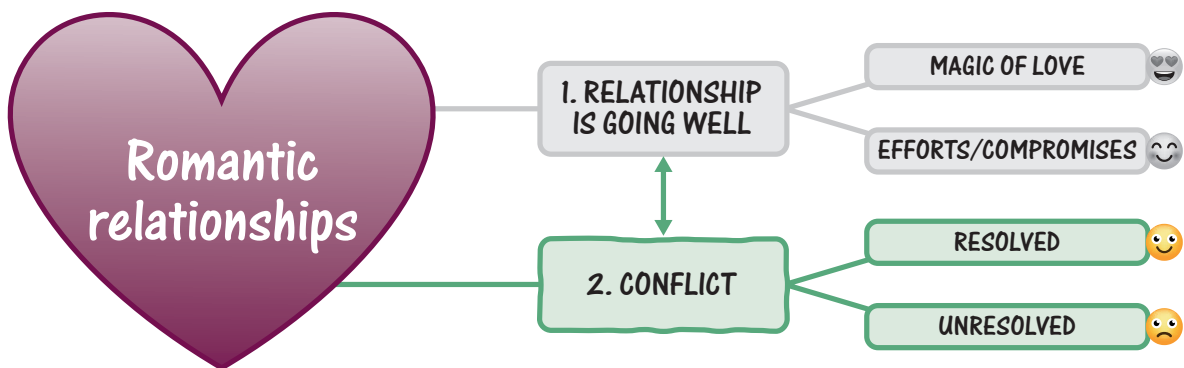 Romantic
relationships
1. RELATIONSHIP
IS GOING WELL
MAGIC OF LOVE
EFFORTS/COMPROMISES
2. CONFLICT
RESOLVED
UNRESOLVED